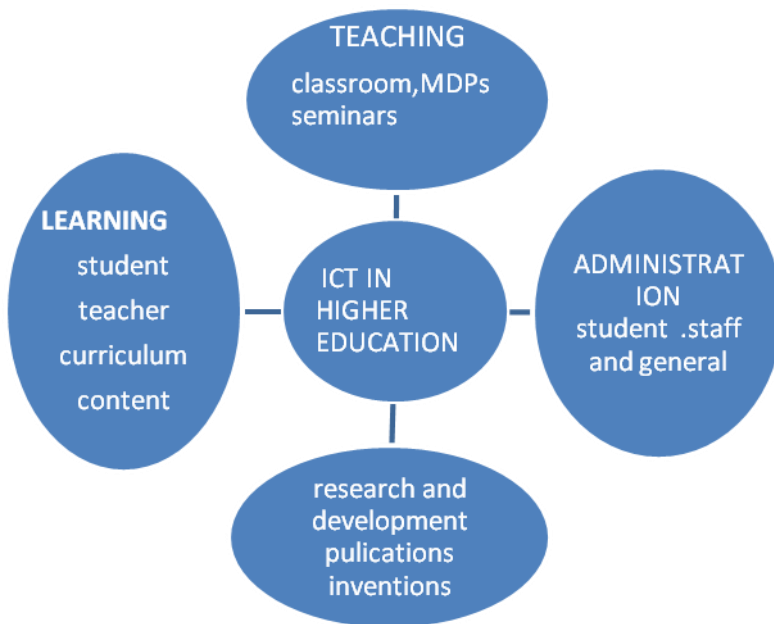 TEACHING
classroom,MDPs
seminars
LEARNING
student
teacher
curriculum
content
ICT IN
HIGHER
EDUCATION
ADMINISTRAT
ION
student .staff
and general
research and
development
pulications
inventions